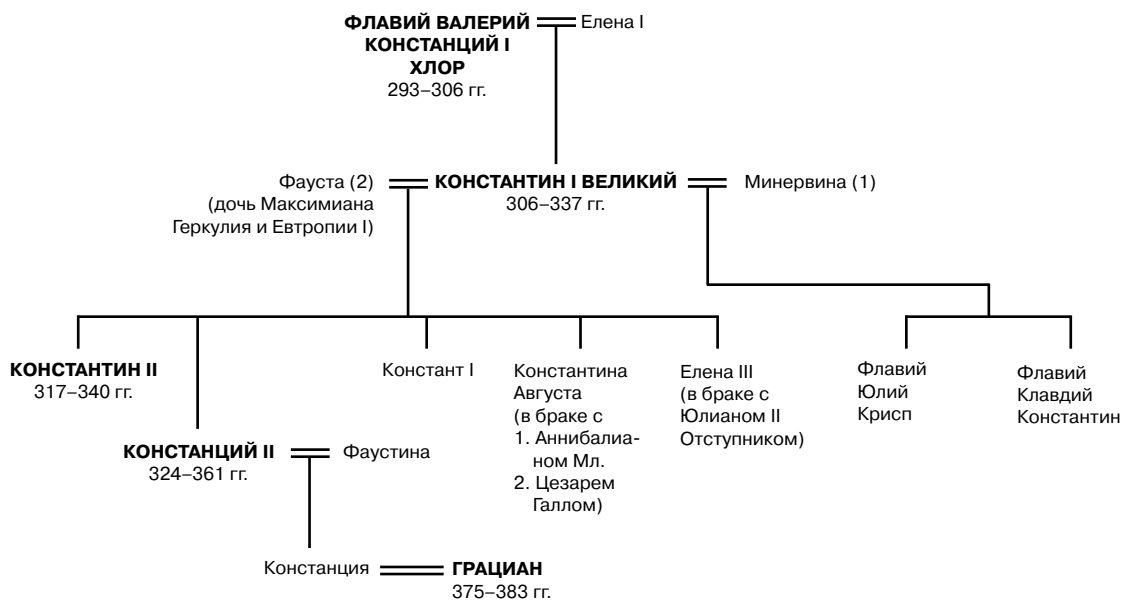 ФЛАВИЙ ВАЛЕРИЙ
КОНСТАНЦИЙ I
ХЛОР
293–306 гг.
Елена I
Фауста (2)
(дочь Максимиана
Геркулия и Евтропии I)
КОНСТАНТИН I ВЕЛИКИЙ
306–337 гг.
Минервина (1)
КОНСТАНТИН II
317–340 гг.
КОНСТАНЦИЙ II
324–361 гг.
Фаустина
Констант I
Константина
Августа
(в браке с
1. Аннибалиа-
ном Мл.
2. Цезарем
Галлом)
Елена III
(в браке с
Юлианом II
Отступником)
Флавий
Юлий
Крисп
Флавий
Клавдий
Константин
Констанция
ГРАЦИАН
375–383 гг.